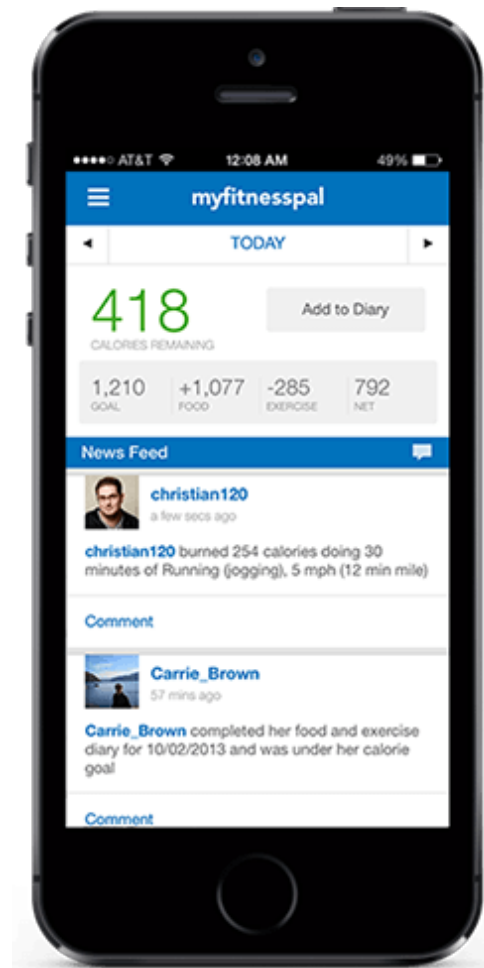 AT&T 12:08 AM 49%
myfitnesspal
TODAY
418
CALORIES REMAINING
Add to Diary
1,210 +1,077 -285 792
GOAL FOOD EXERCISE NET
News Feed
christian120
a few secs ago
christian120 burned 254 calories doing 30
minutes of Running (jogging), 5 mph (12 min mile)
Comment
Carrie_Brown
57 mins ago
Carrie_Brown completed her food and exercise
diary for 10/02/2013 and was under her calorie
goal
Comment